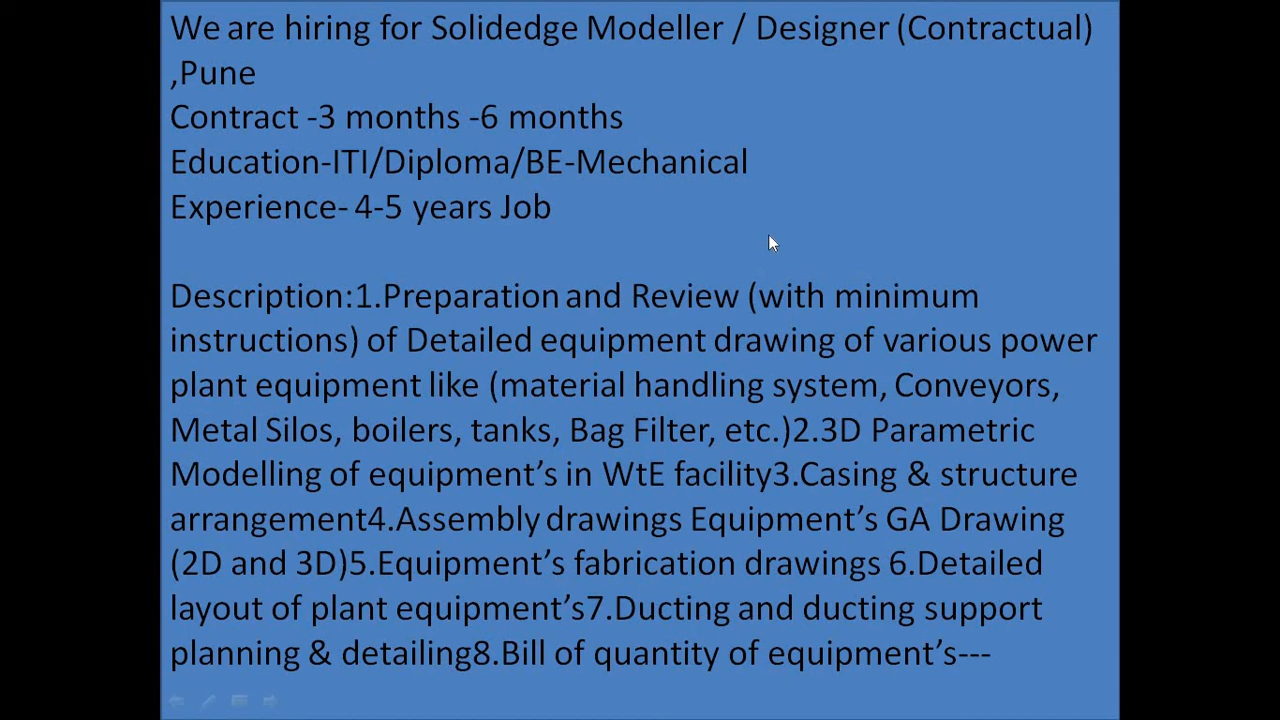 We are hiring for Solidedge Modeller / Designer (Contractual)
,Pune
Contract -3 months -6 months
Education-ITI/Diploma/BE-Mechanical
Experience- 4-5 years Job
Description:1.Preparation and Review (with minimum
instructions) of Detailed equipment drawing of various power
plant equipment like (material handling system, Conveyors,
Metal Silos, boilers, tanks, Bag Filter, etc.)2.3D Parametric
Modelling of equipment’s in WtE facility3.Casing & structure
arrangement4.Assembly drawings Equipment’s GA Drawing
(2D and 3D)5.Equipment’s fabrication drawings 6.Detailed
layout of plant equipment’s7.Ducting and ducting support
planning & detailing8.Bill of quantity of equipment’s---